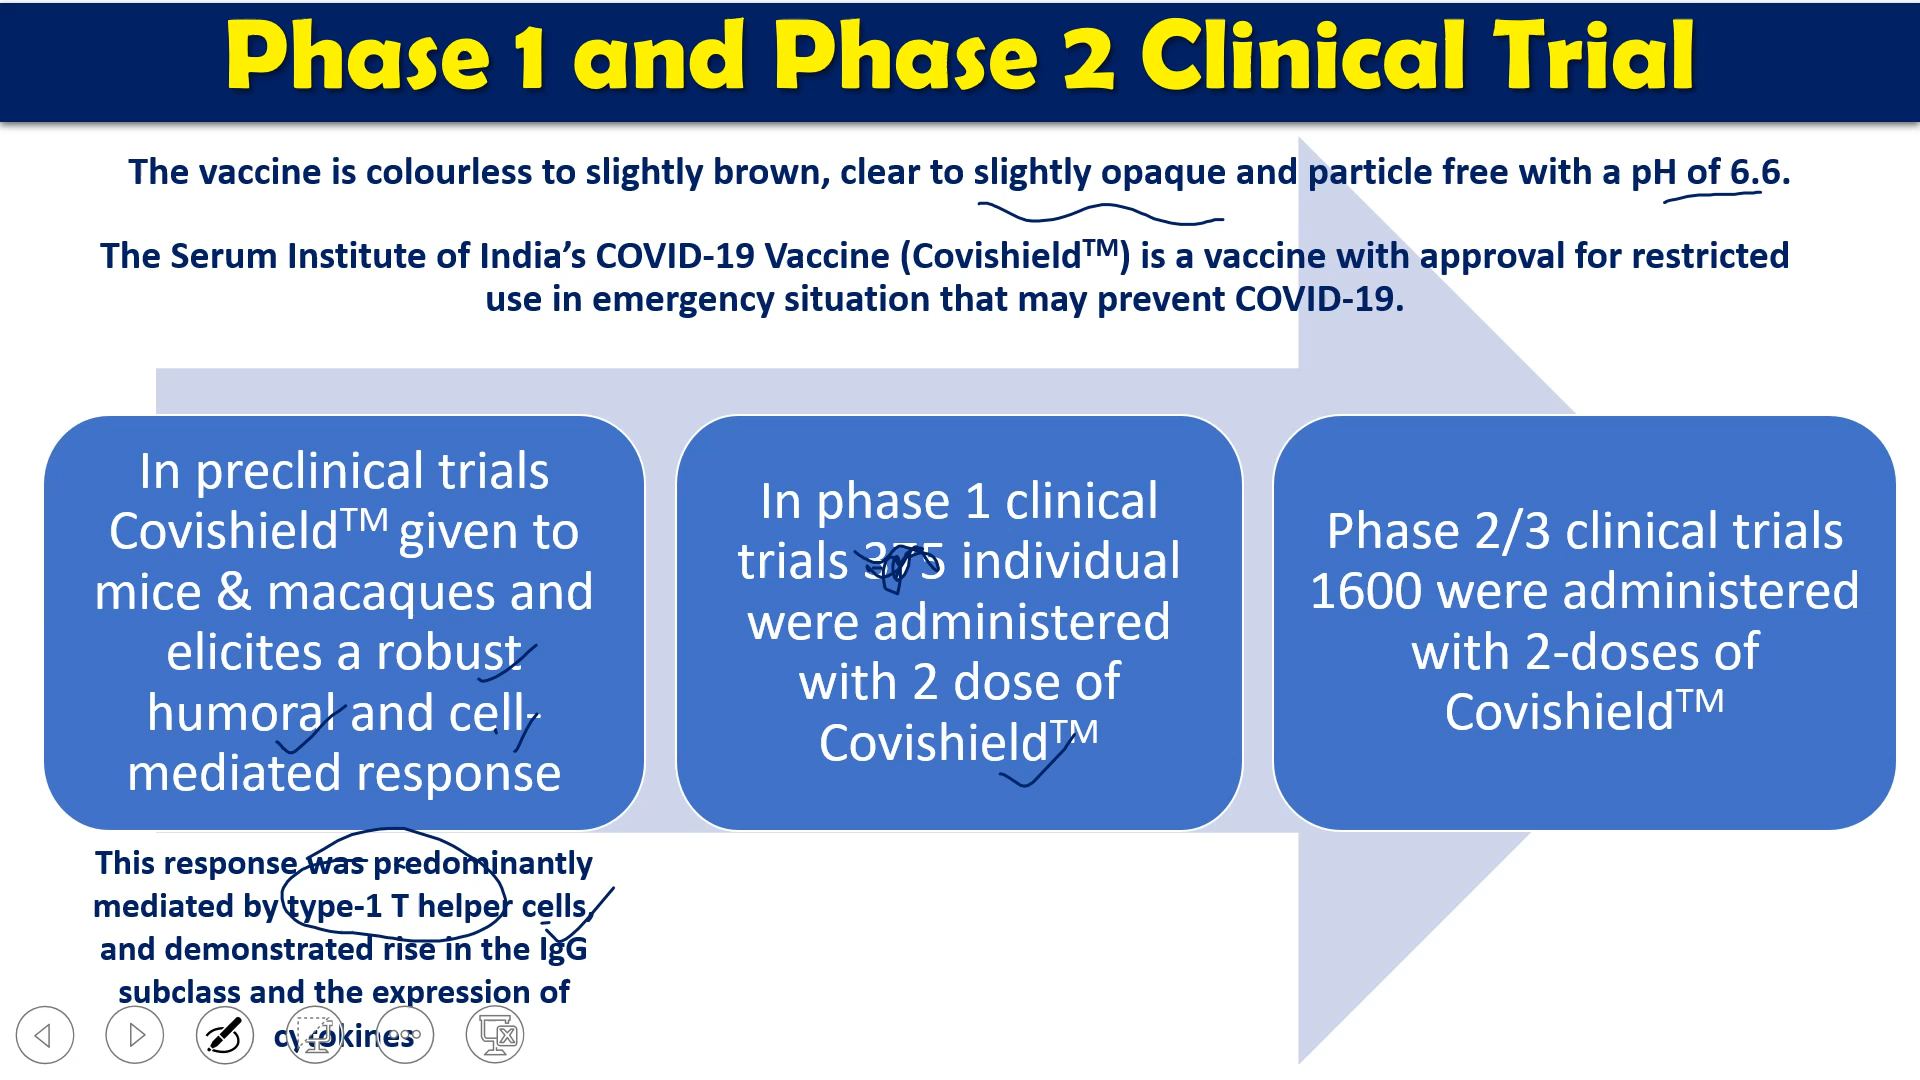 Phase 1 and Phase 2 Clinical Trial
The vaccine is colourless to slightly brown, clear to slightly opaque and particle free with a pH of 6.6.
The Serum Institute of India's COVID-19 Vaccine (Covishield™) is a vaccine with approval for restricted
use in emergency situation that may prevent COVID-19.
In preclinical trials
Covishield™ given to
mice & macaques and
elicites a robust
humoral and cell-
mediated response
In phase 1 clinical
trials 375 individual
were administered
with 2 dose of
Covishield™
Phase 2/3 clinical trials
1600 were administered
with 2-doses of
Covishield™
This response was predominantly
mediated by type-1 T helper cells,
and demonstrated rise in the IgG
subclass and the expression of
cytokines